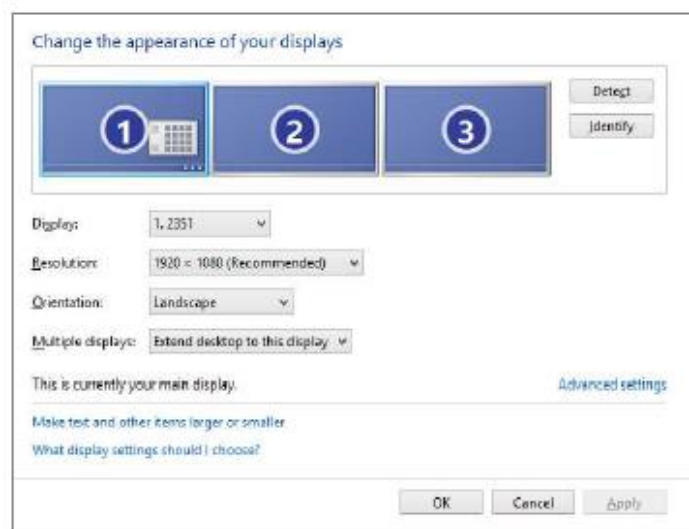 Change the appearance of your displays
1 2 3
Detect
Identify
Display: 1. 2351
Resolution: 1920 × 1080 (Recommended)
Orientation: Landscape
Multiple displays: Extend desktop to this display
This is currently your main display. Advanced settings
Make text and other items larger or smaller
What display settings should I choose?
OK Cancel Apply